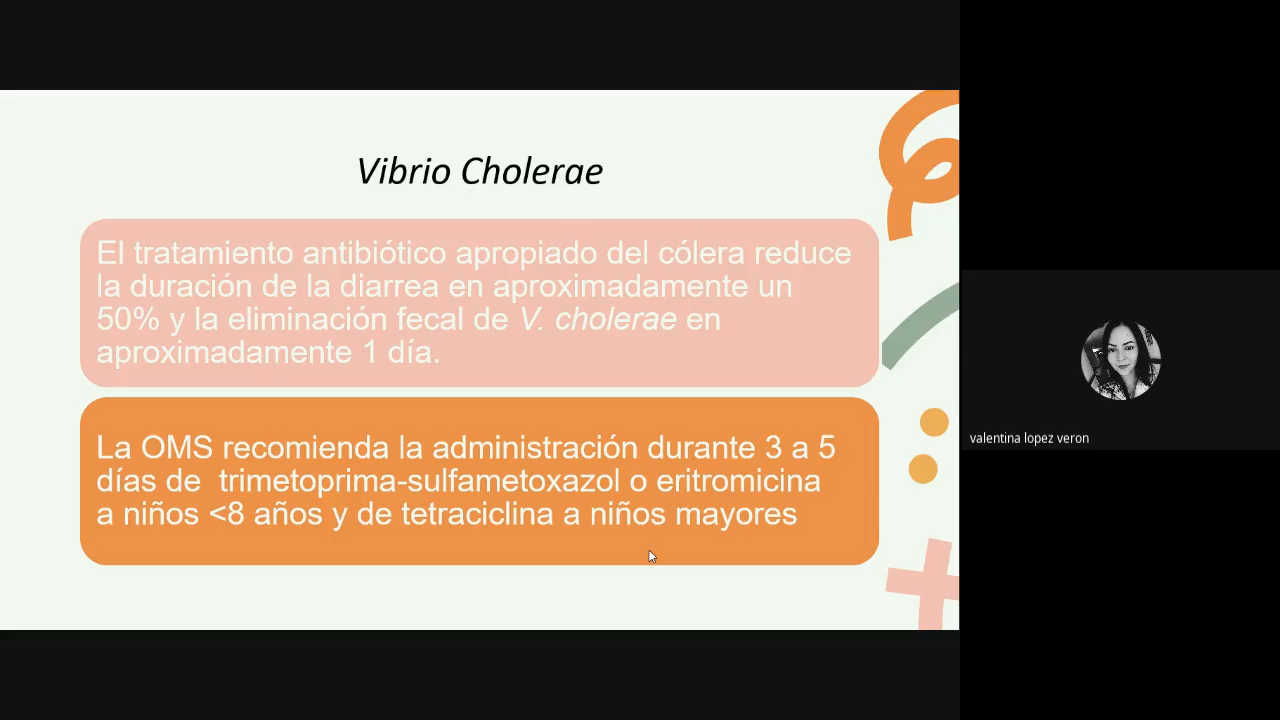 Vibrio Cholerae
El tratamiento antibiótico apropiado del cólera reduce
la duración de la diarrea en aproximadamente un
50% y la eliminación fecal de V. cholerae en
aproximadamente 1 día.
La OMS recomienda la administración durante 3 a 5
días de  trimetoprima-sulfametoxazol o eritromicina
a niños <8 años y de tetraciclina a niños mayores
valentina lopez veron